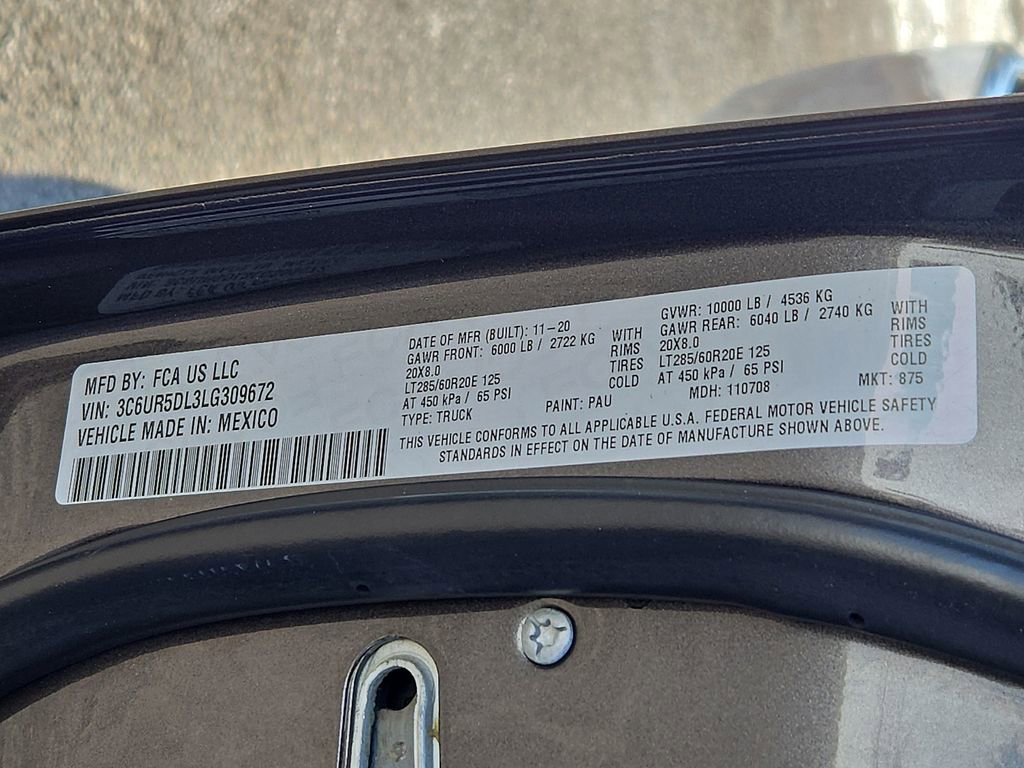 MFD BY: FCA US LLC
VIN: 3C6UR5DL3LG309672
VEHICLE MADE IN: MEXICO
DATE OF MFR (BUILT): 11-20
GAWR FRONT: 6000 LB / 2722 KG WITH
20X8.0 RIMS
LT285/60R20E 125 TIRES
AT 450 kPa / 65 PSI COLD
TYPE: TRUCK
PAINT: PAU
GVWR: 10000 LB / 4536 KG
GAWR REAR: 6040 LB / 2740 KG WITH
20X8.0 RIMS
LT285/60R20E 125 TIRES
AT 450 kPa / 65 PSI COLD
MDH: 110708
MKT: 875
THIS VEHICLE CONFORMS TO ALL APPLICABLE U.S.A. FEDERAL MOTOR VEHICLE SAFETY
STANDARDS IN EFFECT ON THE DATE OF MANUFACTURE SHOWN ABOVE.